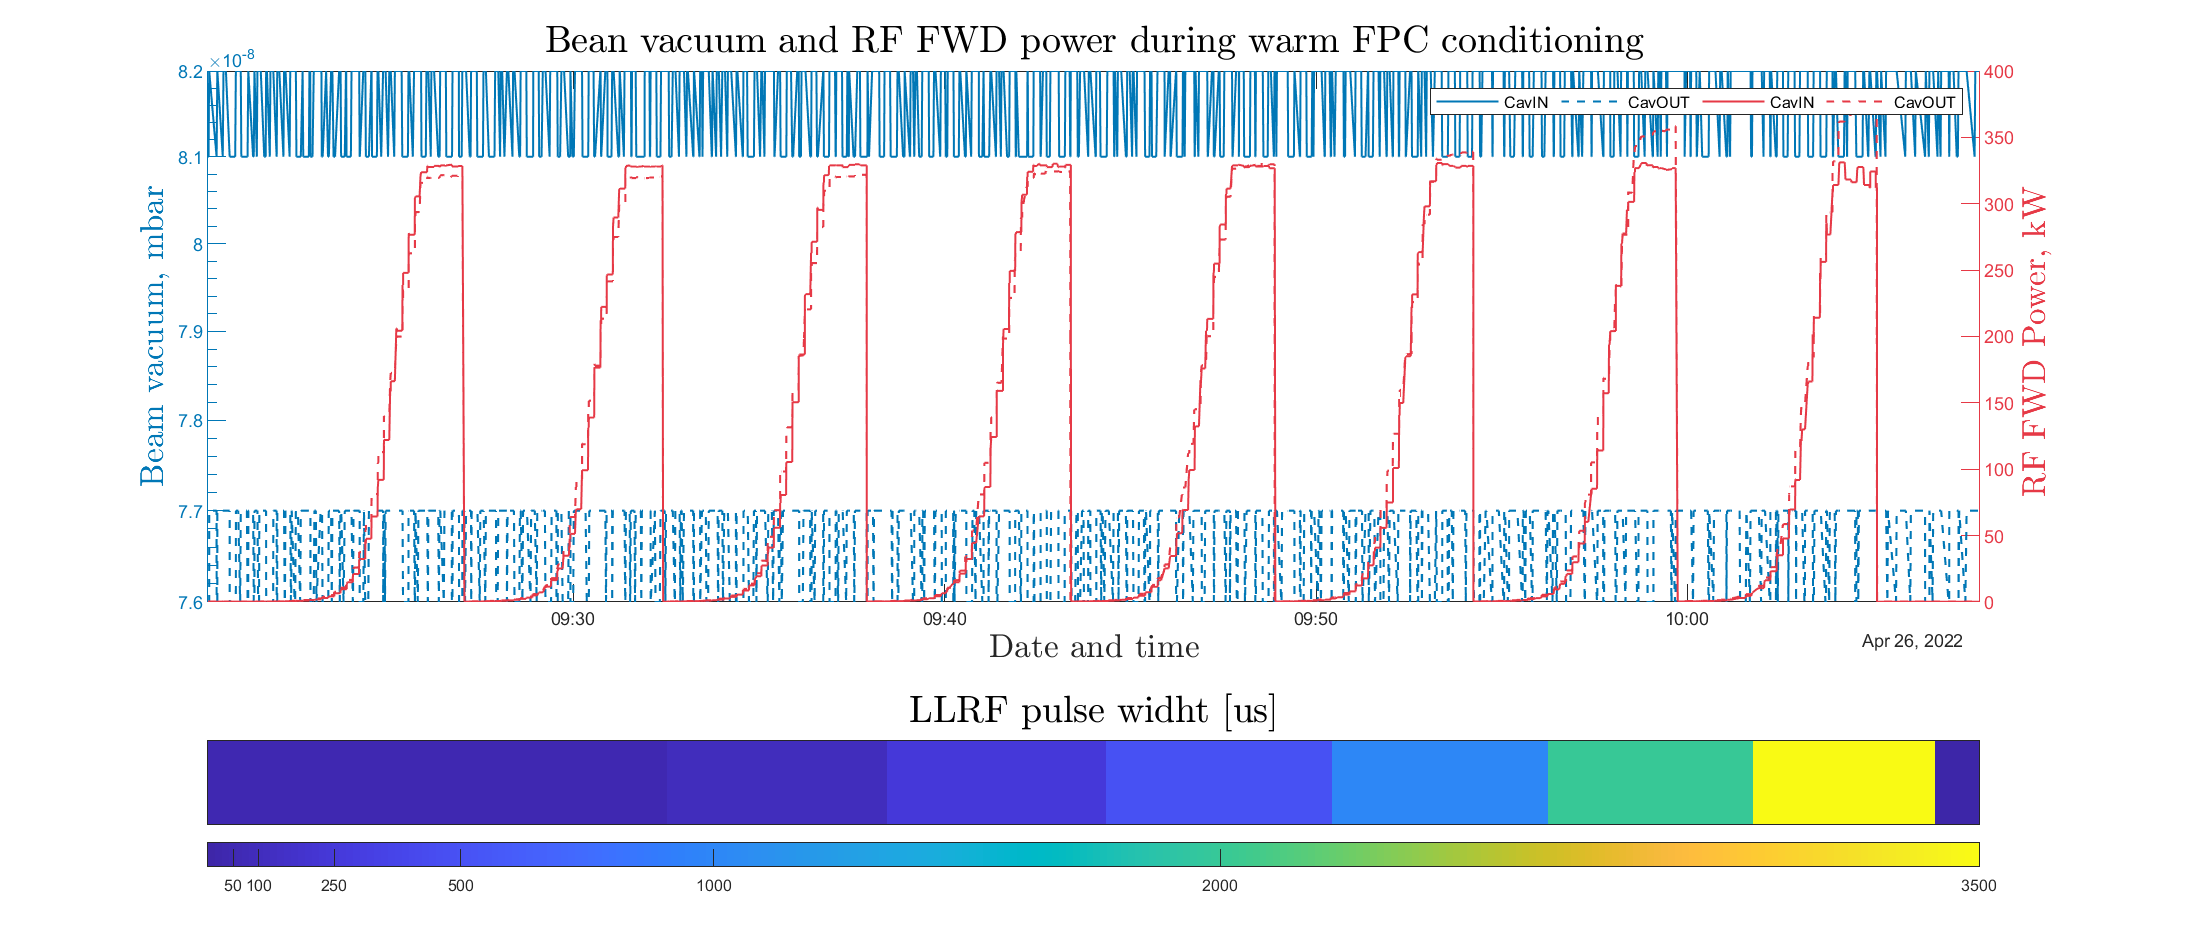 Bean vacuum and RF FWD power during warm FPC conditioning
×10-8
8.2
8.1
8
7.9
7.8
7.7
7.6
Beam vacuum, mbar
CavIN CavOUT CavIN CavOUT
400
350
300
250
200
150
100
50
0
RF FWD Power, kW
09:30 09:40 09:50 10:00
Date and time
Apr 26, 2022
LLRF pulse widht [us]
50 100 250 500 1000 2000 3500